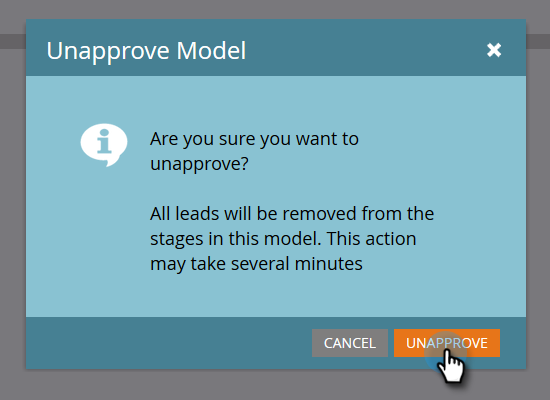 Unapprove Model
Are you sure you want to
unapprove?
All leads will be removed from the
stages in this model. This action
may take several minutes
CANCEL
UNAPPROVE